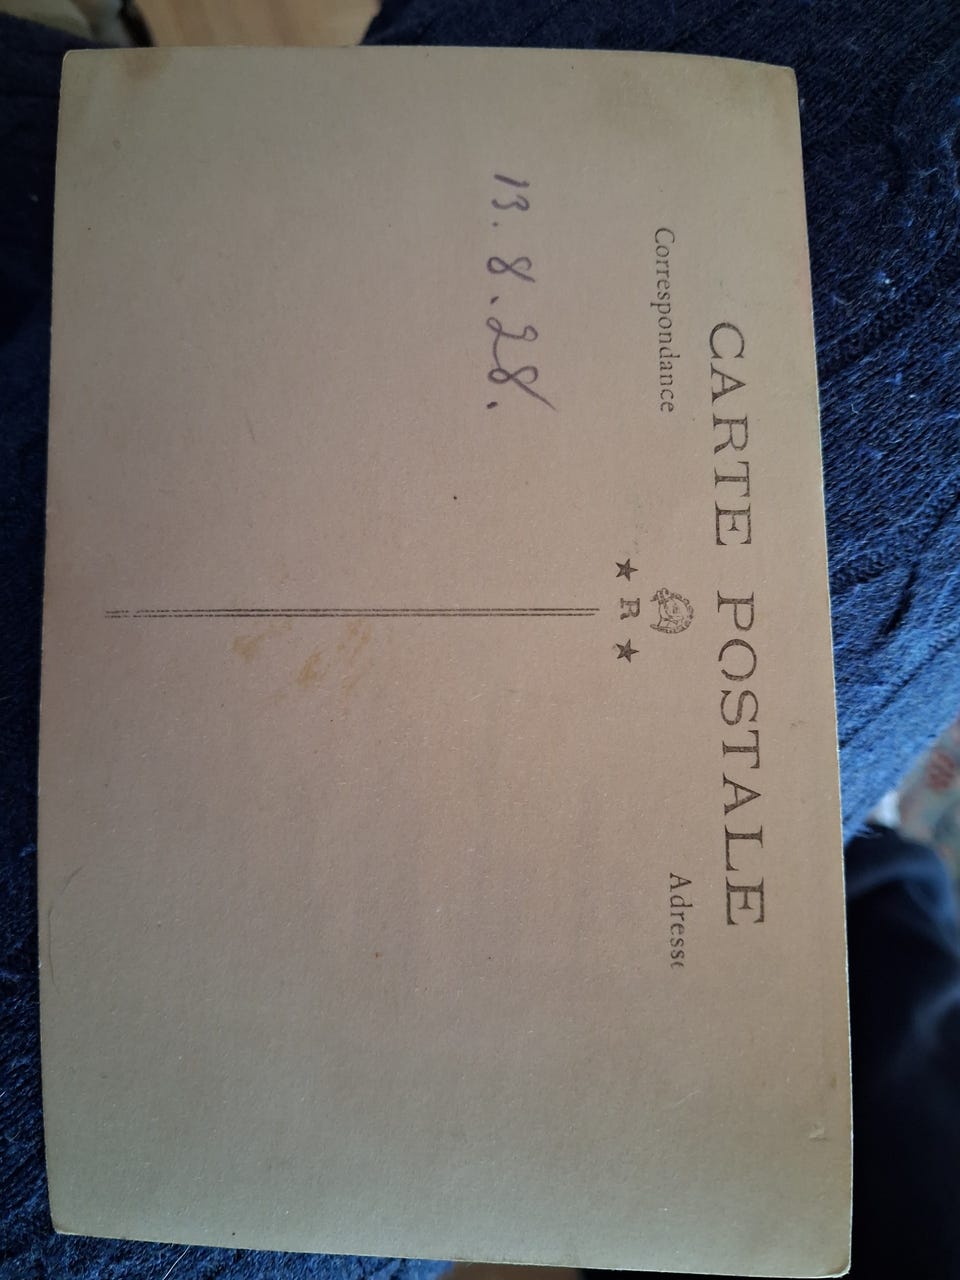 CARTE POSTALE
Correspondance
Adresse
★ R ★
13.8.28.